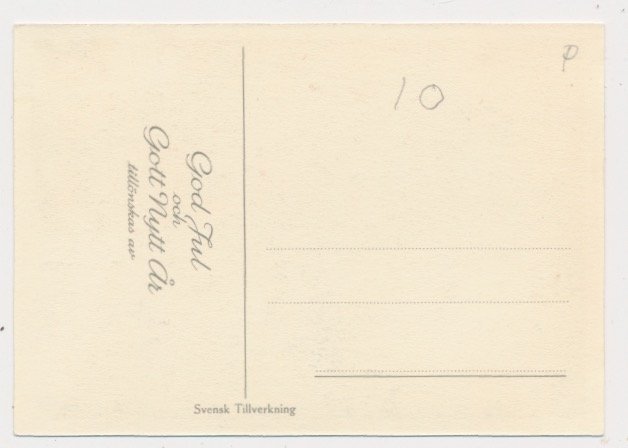 God Jul
och
Gott Nytt År
tillönskas av
10
P
Svensk Tillverkning